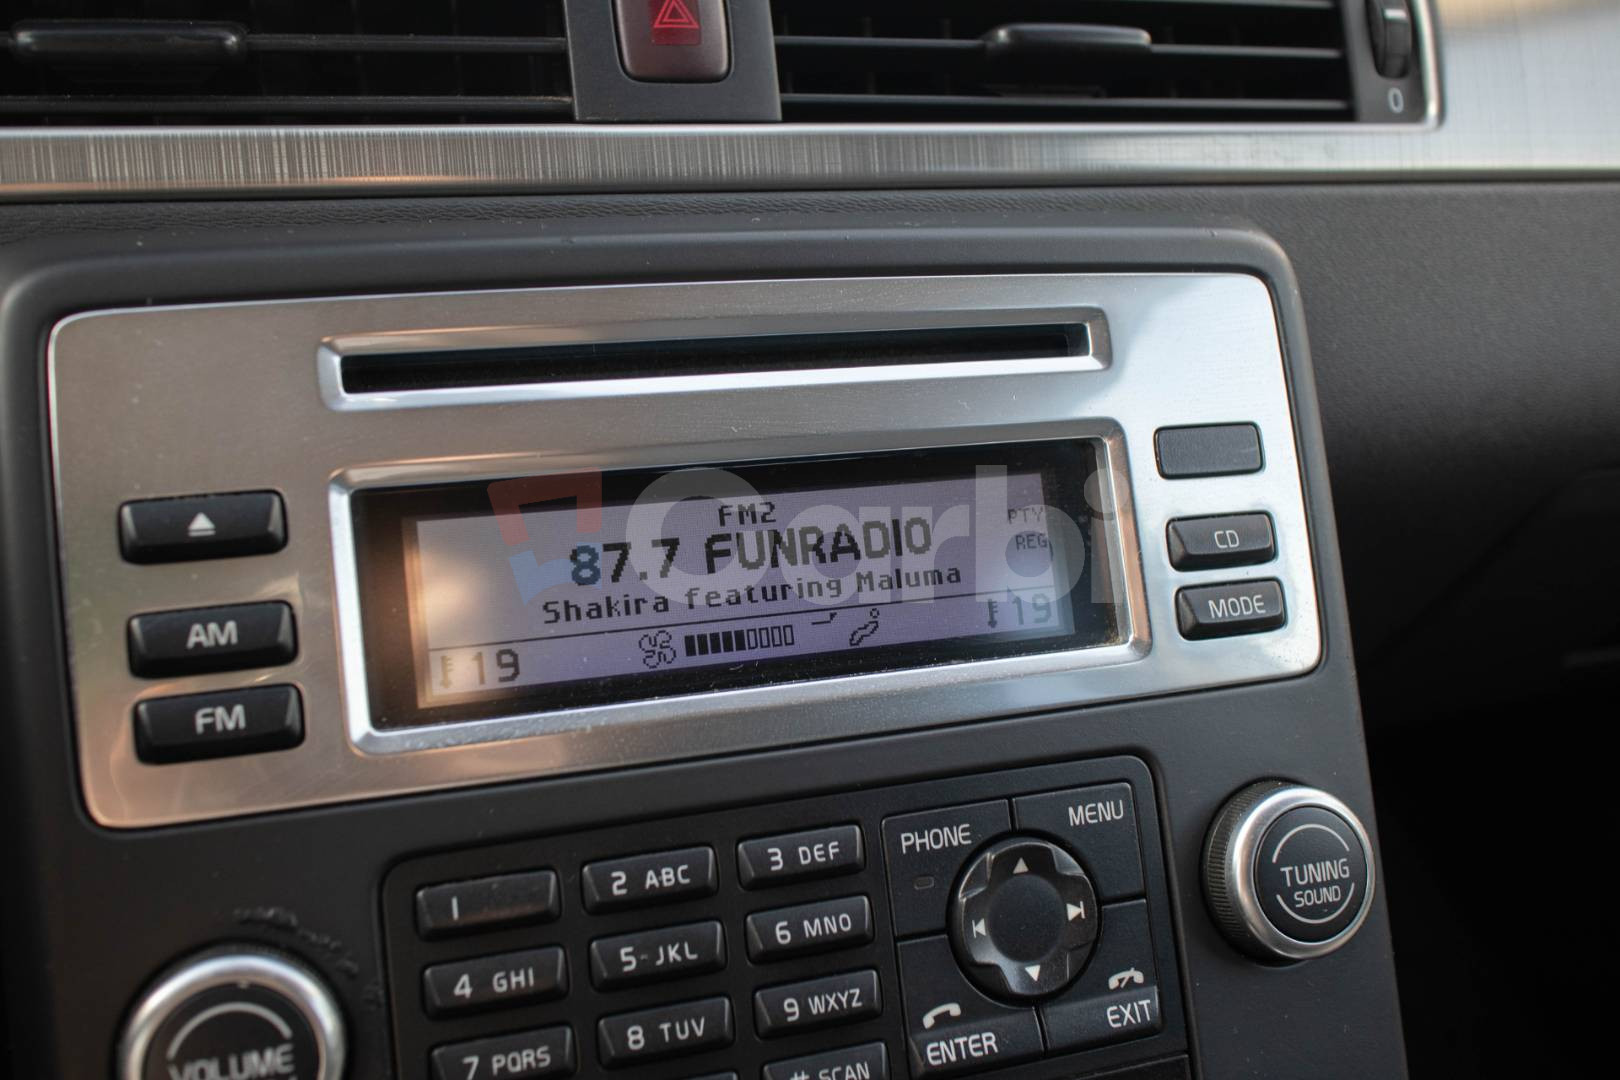 0
Carbi
FM2
87.7 FUNRADIO
Shakira featuring Maluma
PTY
REG
19
19
AM
FM
CD
MODE
PHONE
MENU
1
2 ABC
3 DEF
4 GHI
5 JKL
6 MNO
7 PQRS
8 TUV
9 WXYZ
# SCAN
ENTER
EXIT
TUNING
SOUND
VOLUME